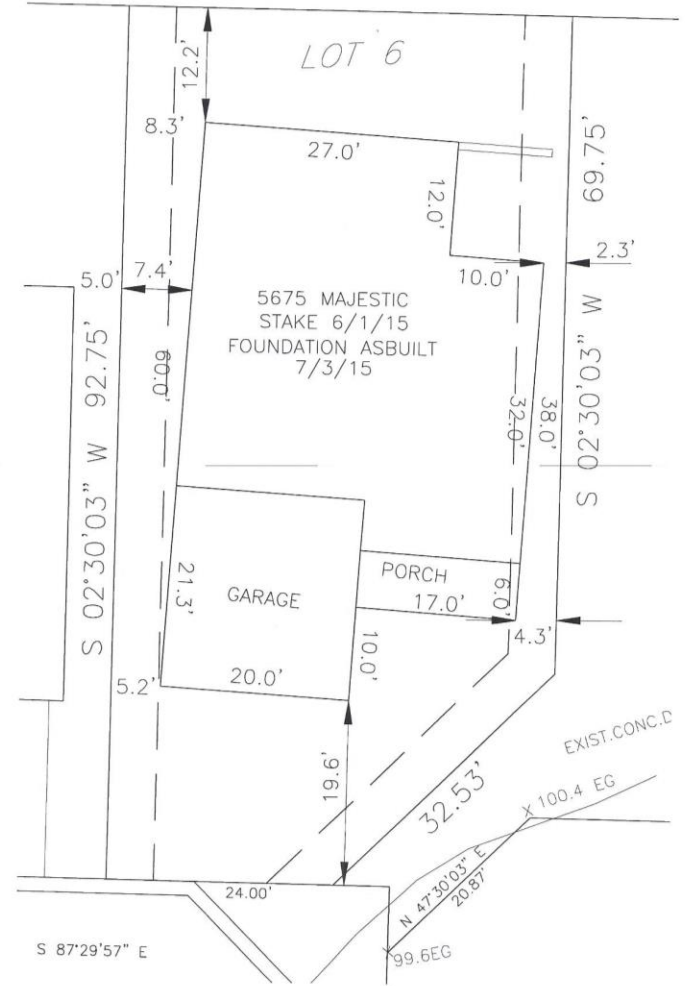 LOT 6
12.2'
8.3'
27.0'
69.75'
12.0'
2.3'
5.0'
7.4'
10.0'
5675 MAJESTIC
STAKE 6/1/15
FOUNDATION ASBUILT
7/3/15
S 02°30'03" W 92.75'
60.0'
32.0'
38.0'
S 02°30'03" W
21.3'
GARAGE
PORCH
17.0'
6.0'
4.3'
10.0'
5.2'
20.0'
19.6'
32.53'
EXIST.CONC.D
X 100.4 EG
24.00'
N 47°30'03" E
20.87'
S 87°29'57" E
99.6EG